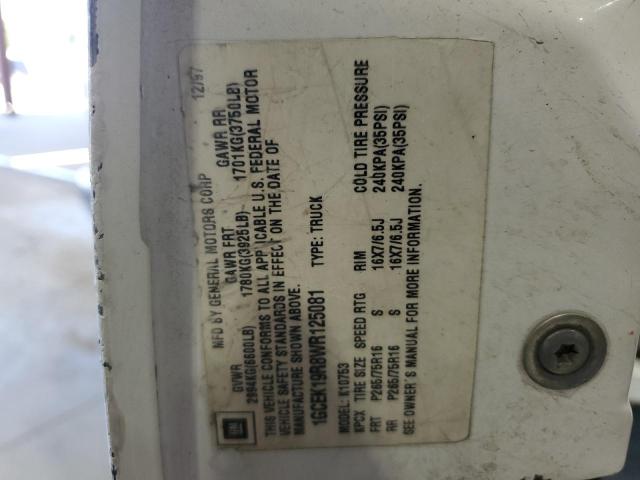 GM
MFD BY GENERAL MOTORS CORP 12/97
GVWR GAWR FRT GAWR RR
2994KG(6600LB) 1780KG(3925LB) 1701KG(3750LB)
THIS VEHICLE CONFORMS TO ALL APPLICABLE U.S. FEDERAL MOTOR
VEHICLE SAFETY STANDARDS IN EFFECT ON THE DATE OF
MANUFACTURE SHOWN ABOVE.
1GCEK19R8WR125081 TYPE: TRUCK
MODEL: K10753
KPCX TIRE SIZE SPEED RTG RIM COLD TIRE PRESSURE
FRT P265/75R16 S 16X7/6.5J 240KPA(35PSI)
RR P265/75R16 S 16X7/6.5J 240KPA(35PSI)
SEE OWNER'S MANUAL FOR MORE INFORMATION.